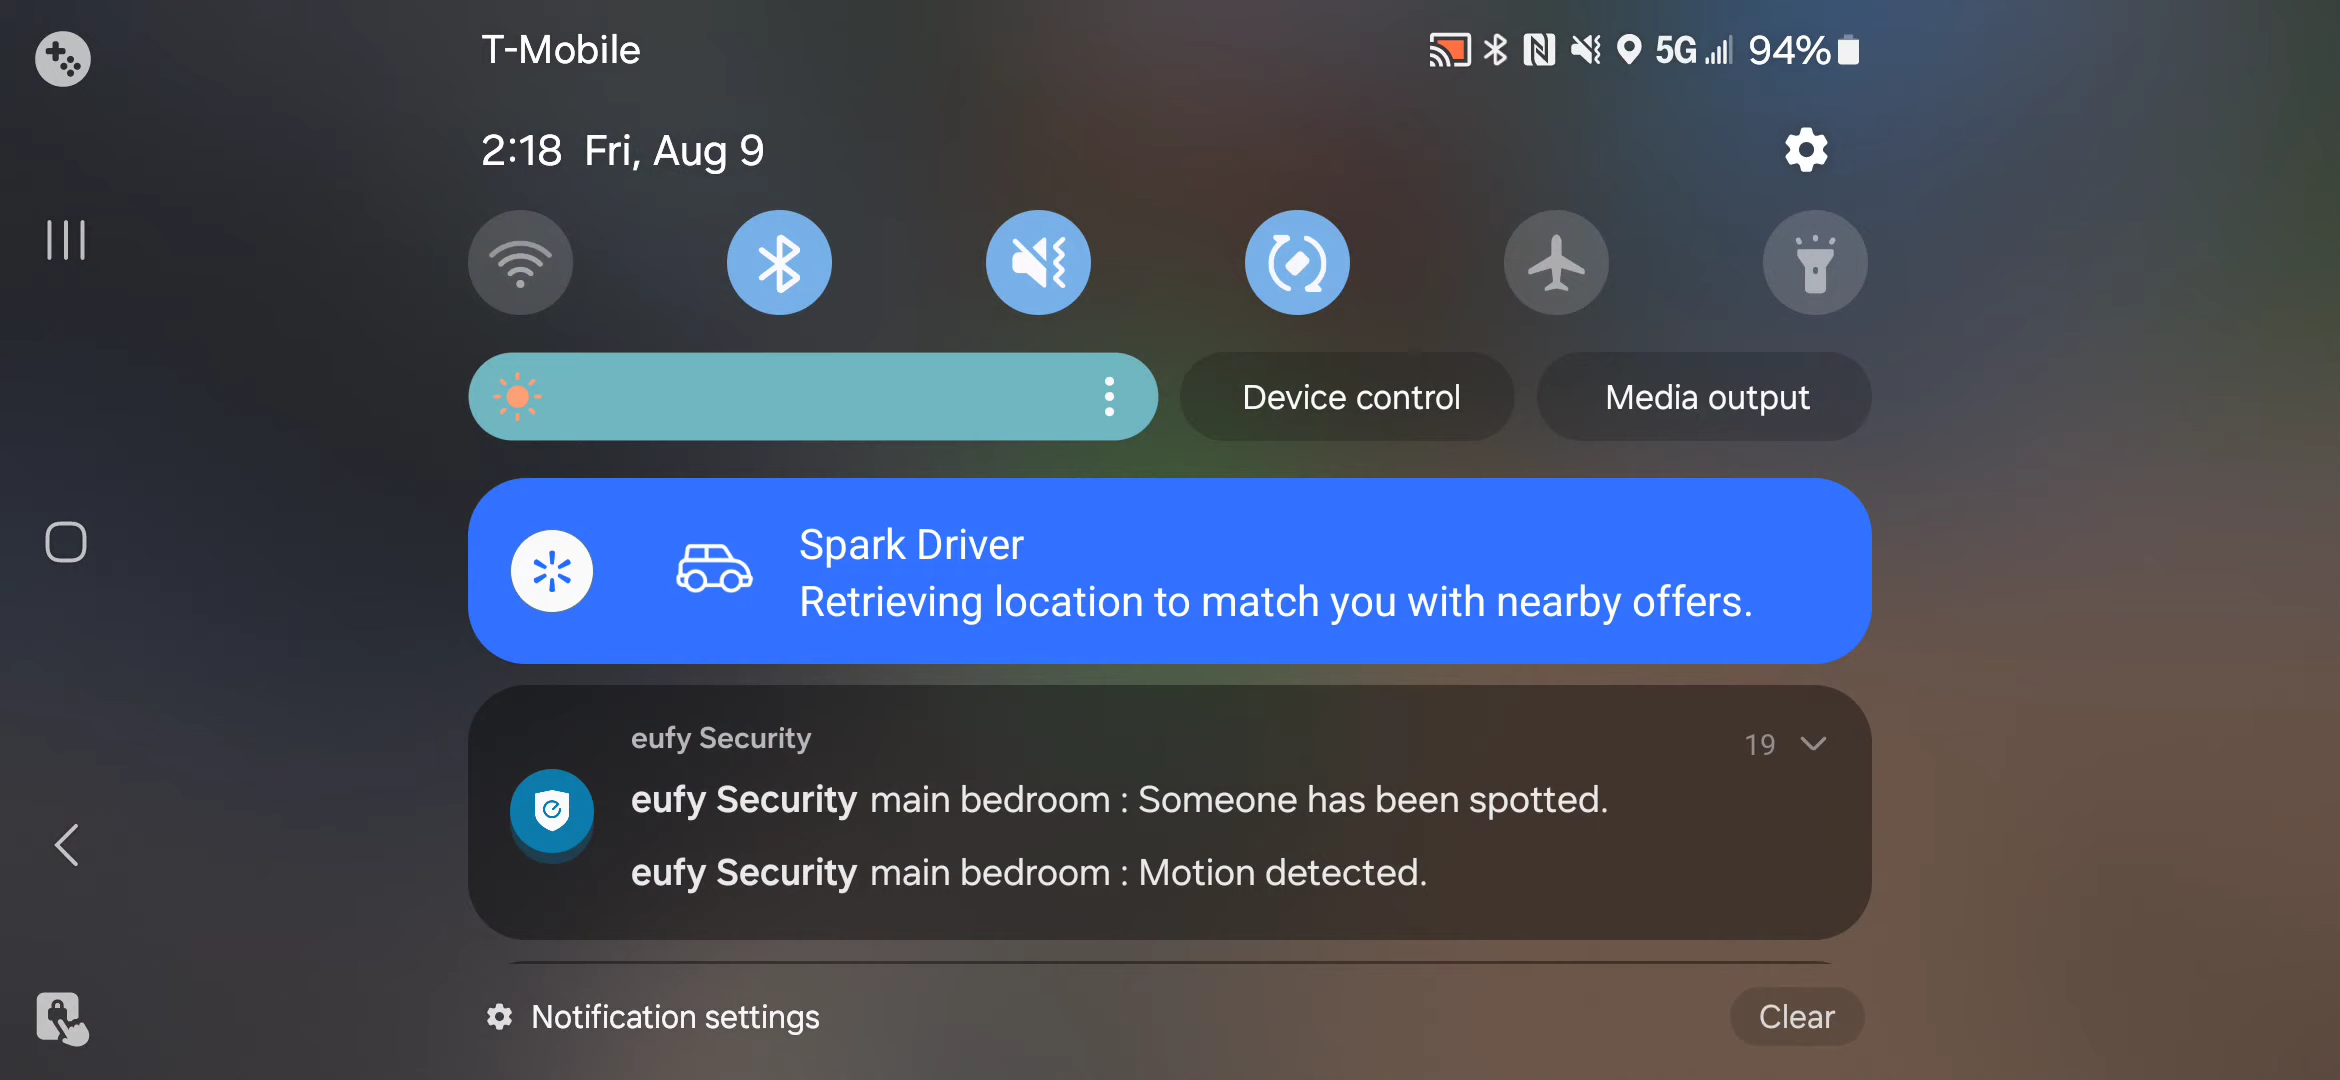 T-Mobile
5G 94%
2:18 Fri, Aug 9
Device control
Media output
Spark Driver
Retrieving location to match you with nearby offers.
eufy Security
19
eufy Security main bedroom : Someone has been spotted.
eufy Security main bedroom : Motion detected.
Notification settings
Clear